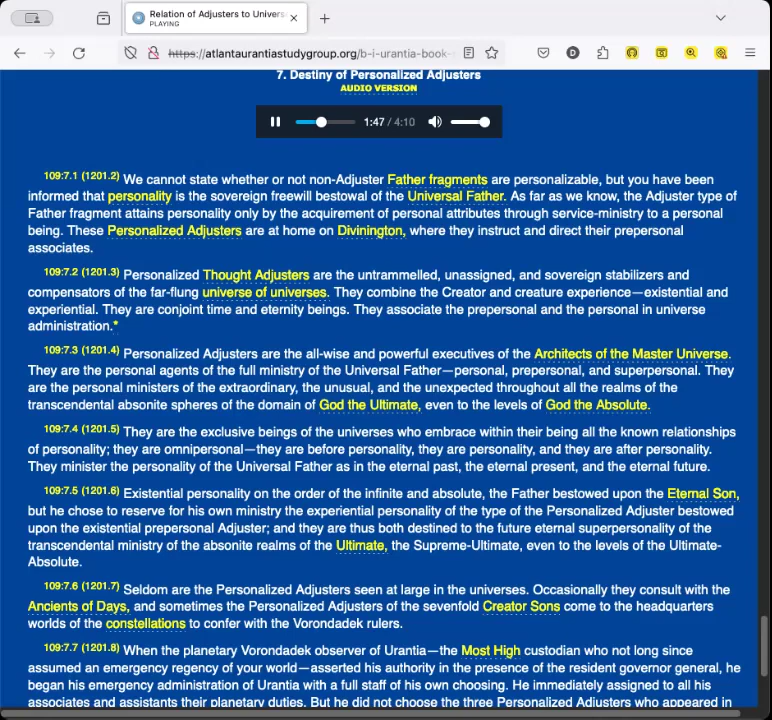 Relation of Adjusters to Univers
PLAYING
https://atlantaurantiastudygroup.org/b-i-urantia-book-
7. Destiny of Personalized Adjusters
AUDIO VERSION
1:47 / 4:10
109:7.1 (1201.2) We cannot state whether or not non-Adjuster Father fragments are personalizable, but you have been
informed that personality is the sovereign freewill bestowal of the Universal Father. As far as we know, the Adjuster type of
Father fragment attains personality only by the acquirement of personal attributes through service-ministry to a personal
being. These Personalized Adjusters are at home on Divinington, where they instruct and direct their prepersonal
associates.
109:7.2 (1201.3) Personalized Thought Adjusters are the untrammelled, unassigned, and sovereign stabilizers and
compensators of the far-flung universe of universes. They combine the Creator and creature experience—existential and
experiential. They are conjoint time and eternity beings. They associate the prepersonal and the personal in universe
administration.*
109:7.3 (1201.4) Personalized Adjusters are the all-wise and powerful executives of the Architects of the Master Universe.
They are the personal agents of the full ministry of the Universal Father—personal, prepersonal, and superpersonal. They
are the personal ministers of the extraordinary, the unusual, and the unexpected throughout all the realms of the
transcendental absonite spheres of the domain of God the Ultimate, even to the levels of God the Absolute.
109:7.4 (1201.5) They are the exclusive beings of the universes who embrace within their being all the known relationships
of personality; they are omnipersonal—they are before personality, they are personality, and they are after personality.
They minister the personality of the Universal Father as in the eternal past, the eternal present, and the eternal future.
109:7.5 (1201.6) Existential personality on the order of the infinite and absolute, the Father bestowed upon the Eternal Son,
but he chose to reserve for his own ministry the experiential personality of the type of the Personalized Adjuster bestowed
upon the existential prepersonal Adjuster; and they are thus both destined to the future eternal superpersonality of the
transcendental ministry of the absonite realms of the Ultimate, the Supreme-Ultimate, even to the levels of the Ultimate-
Absolute.
109:7.6 (1201.7) Seldom are the Personalized Adjusters seen at large in the universes. Occasionally they consult with the
Ancients of Days, and sometimes the Personalized Adjusters of the sevenfold Creator Sons come to the headquarters
worlds of the constellations to confer with the Vorondadek rulers.
109:7.7 (1201.8) When the planetary Vorondadek observer of Urantia—the Most High custodian who not long since
assumed an emergency regency of your world—asserted his authority in the presence of the resident governor general, he
began his emergency administration of Urantia with a full staff of his own choosing. He immediately assigned to all his
associates and assistants their planetary duties. But he did not choose the three Personalized Adjusters who appeared in